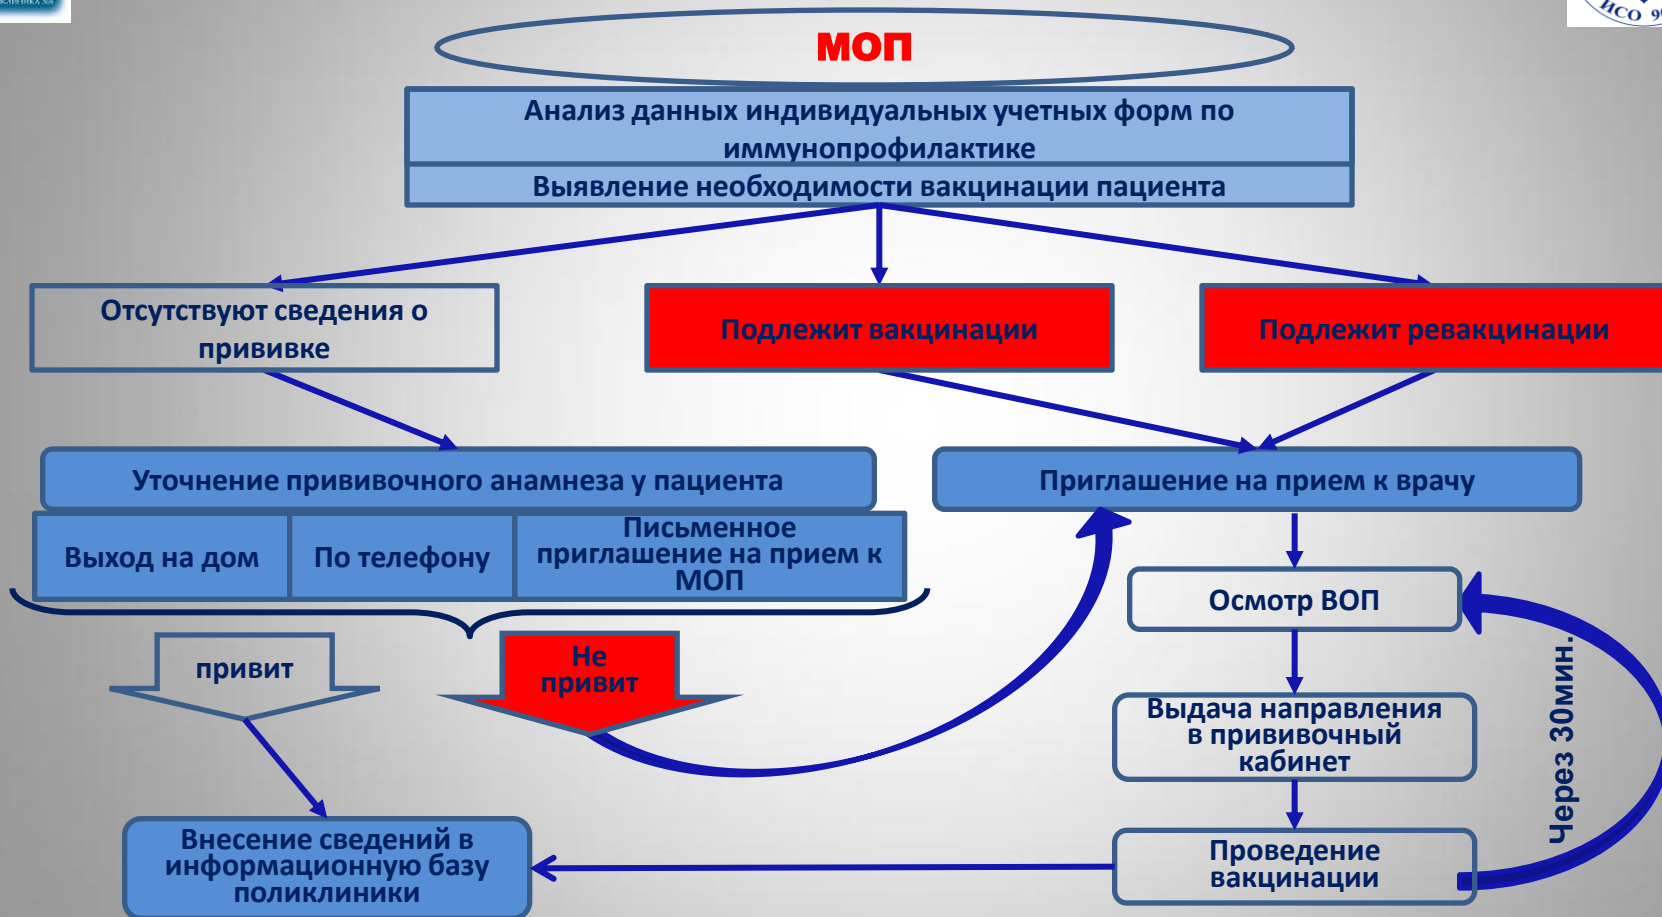 ИСО 9
МОП
Анализ данных индивидуальных учетных форм по
иммунопрофилактике
Выявление необходимости вакцинации пациента
Отсутствуют сведения о
прививке
Подлежит вакцинации
Подлежит ревакцинации
Уточнение прививочного анамнеза у пациента
Приглашение на прием к врачу
Выход на дом
По телефону
Письменное
приглашение на прием к
МОП
Осмотр ВОП
привит
Не
привит
Выдача направления
в прививочный
кабинет
Через 30мин.
Внесение сведений в
информационную базу
поликлиники
Проведение
вакцинации